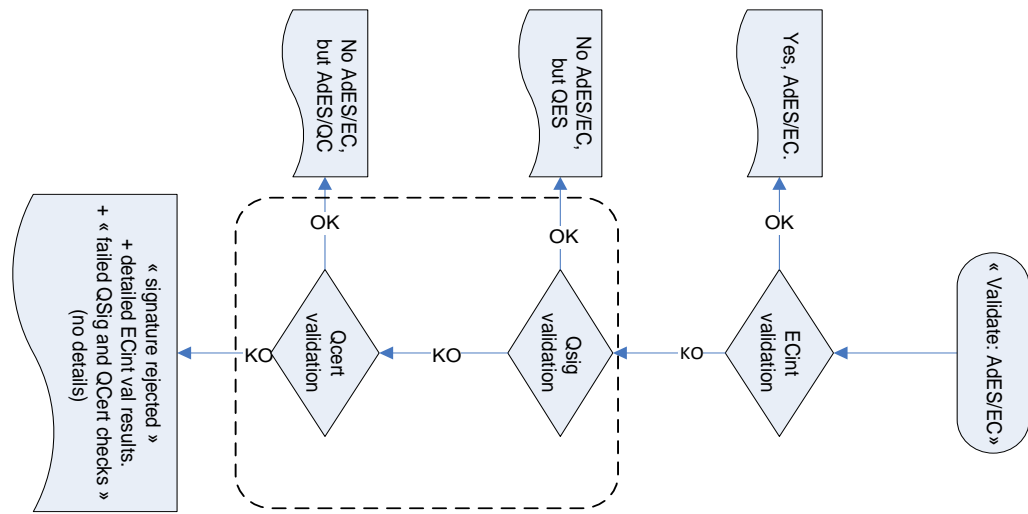 « Validate: AdES/EC»
ECint
validation
OK
Yes, AdES/EC.
KO
Qsig
validation
OK
No AdES/EC,
but QES
KO
Qcert
validation
OK
No AdES/EC,
but AdES/QC
KO
« signature rejected »
+ detailed ECint val results.
+ « failed QSig and QCert checks »
(no details)